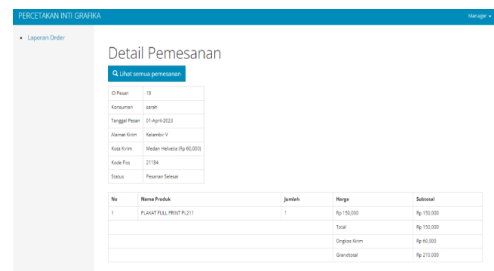 PERCETAKAN INTI GRAFIKA
Manager
Laporan Order
Detail Pemesanan
Lihat semua pemesanan
ID Pesan 16
Konsumen sarah
Tanggal Pesan 01-April-2023
Alamat Kirim Kalambir V
Kota Kirim Medan Helvetia (Rp 60,000)
Kode Pos 21184
Status Pesanan Selesai
No Nama Produk Jumlah Harga Subtotal
1 PLAKAT FULL PRINT PL211 1 Rp 150,000 Rp 150,000
Total Rp 150,000
Ongkos Kirim Rp 60,000
Grandtotal Rp 210,000